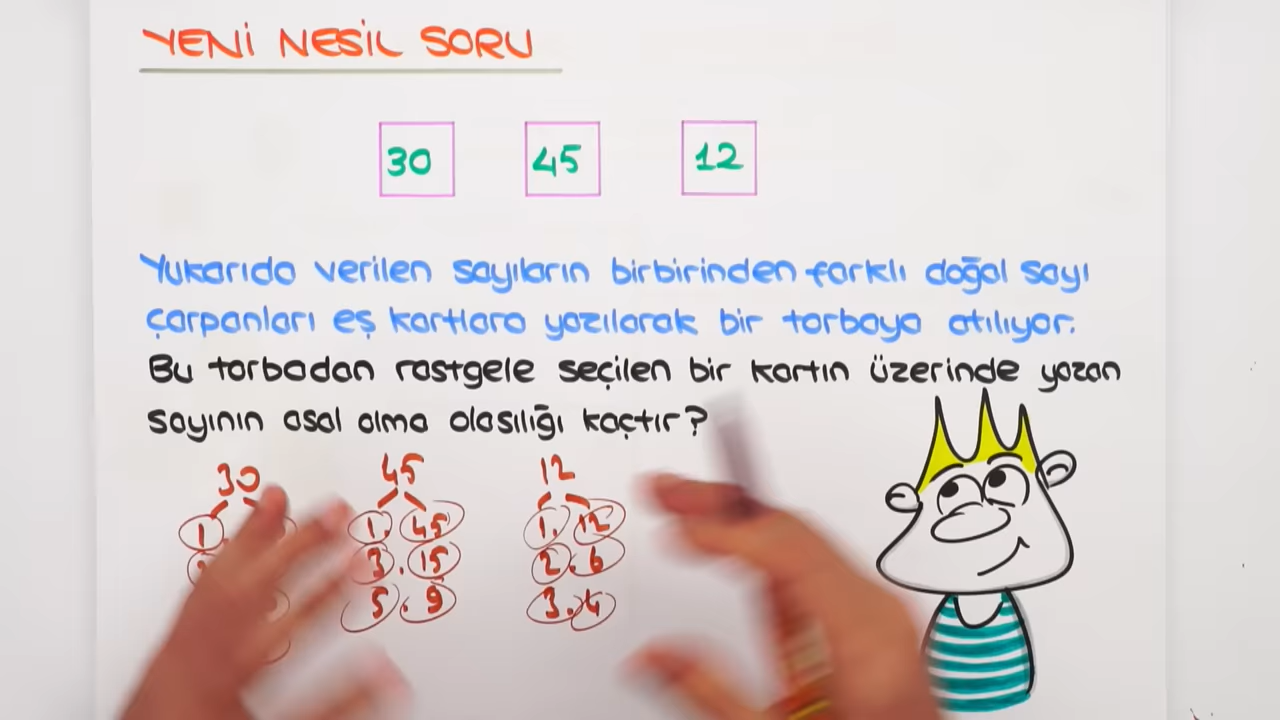 YENİ NESİL SORU
30 45 12
Yukarıda verilen sayıların birbirinden farklı doğal sayı
çarpanları eş kartlara yazılarak bir torbaya atılıyor.
Bu torbadan rastgele seçilen bir kartın üzerinde yazan
sayının asal olma olasılığı kaçtır?
30 45 12
1 1. 45 1. 12
3. 15 2. 6
5. 9 3. 4